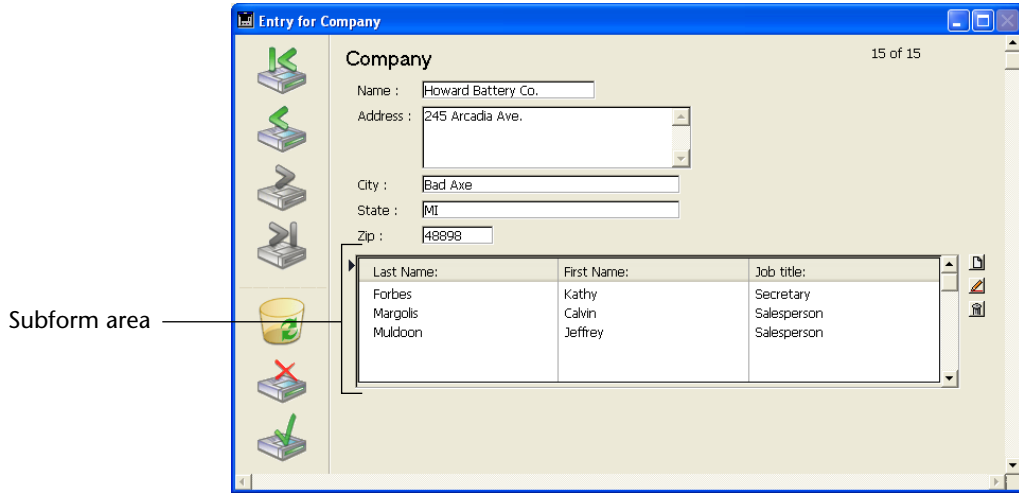 Entry for Company
Company
15 of 15
Name : Howard Battery Co.
Address : 245 Arcadia Ave.
City : Bad Axe
State : MI
Zip : 48898
Last Name: First Name: Job title:
Forbes Kathy Secretary
Margolis Calvin Salesperson
Muldoon Jeffrey Salesperson
Subform area